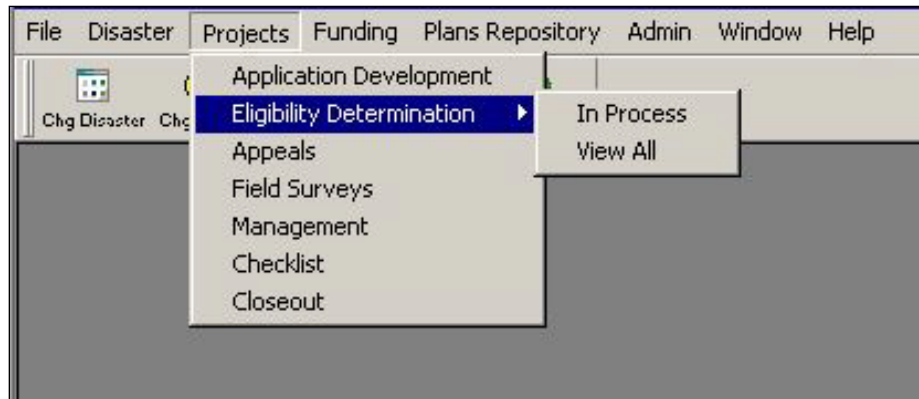 File Disaster Projects Funding Plans Repository Admin Window Help
Application Development
Chg Disaster
Eligibility Determination
In Process
View All
Appeals
Field Surveys
Management
Checklist
Closeout